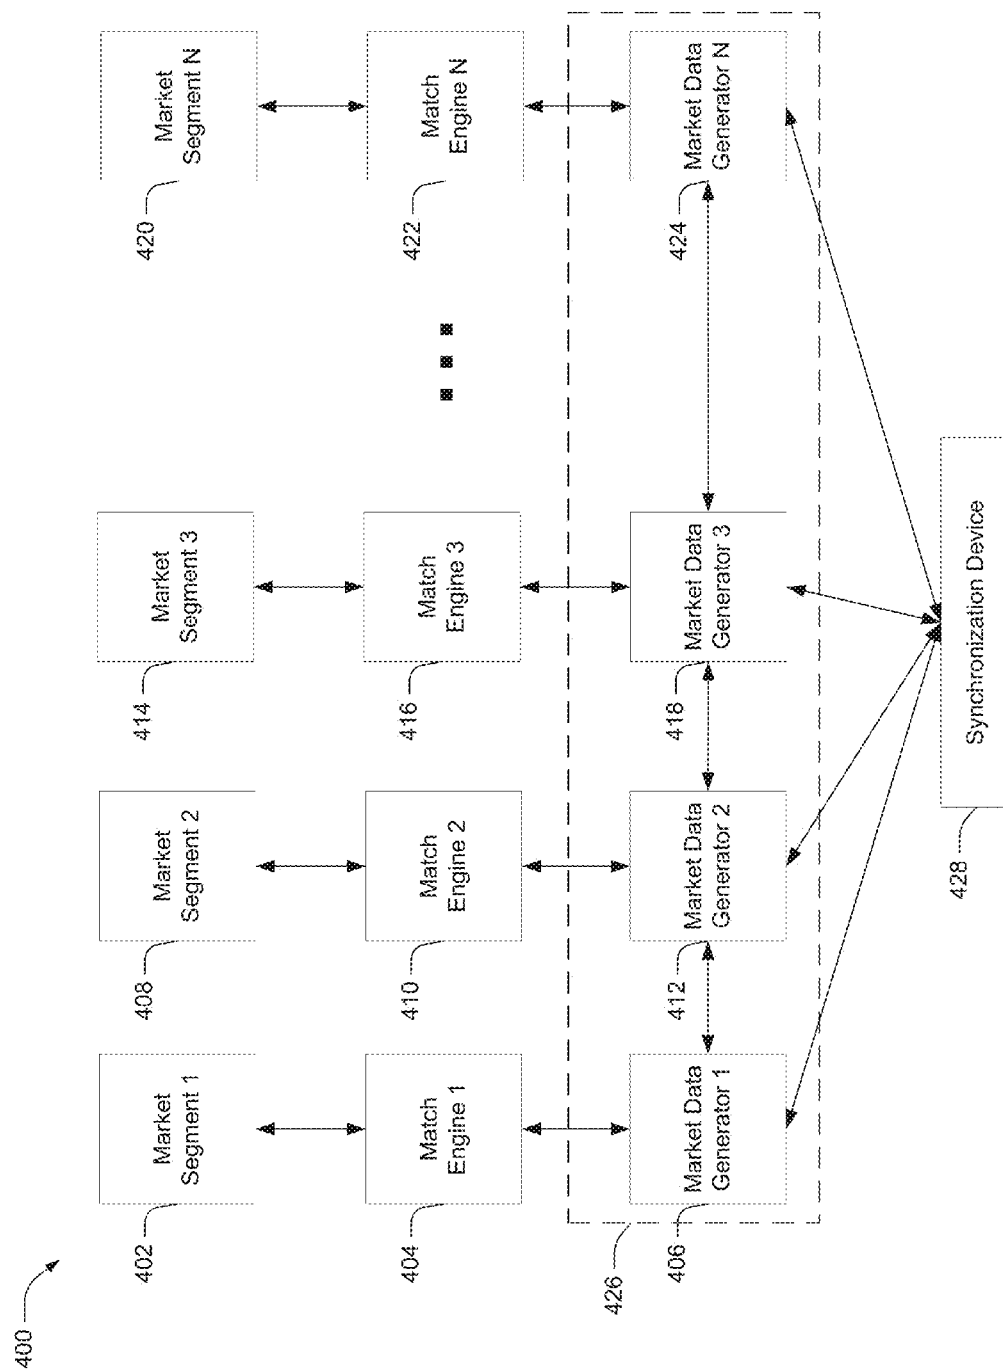 400
402
Market
Segment 1
408
Market
Segment 2
414
Market
Segment 3
420
Market
Segment N
404
Match
Engine 1
410
Match
Engine 2
416
Match
Engine 3
422
Match
Engine N
426
406
Market Data
Generator 1
412
Market Data
Generator 2
418
Market Data
Generator 3
424
Market Data
Generator N
428
Synchronization Device